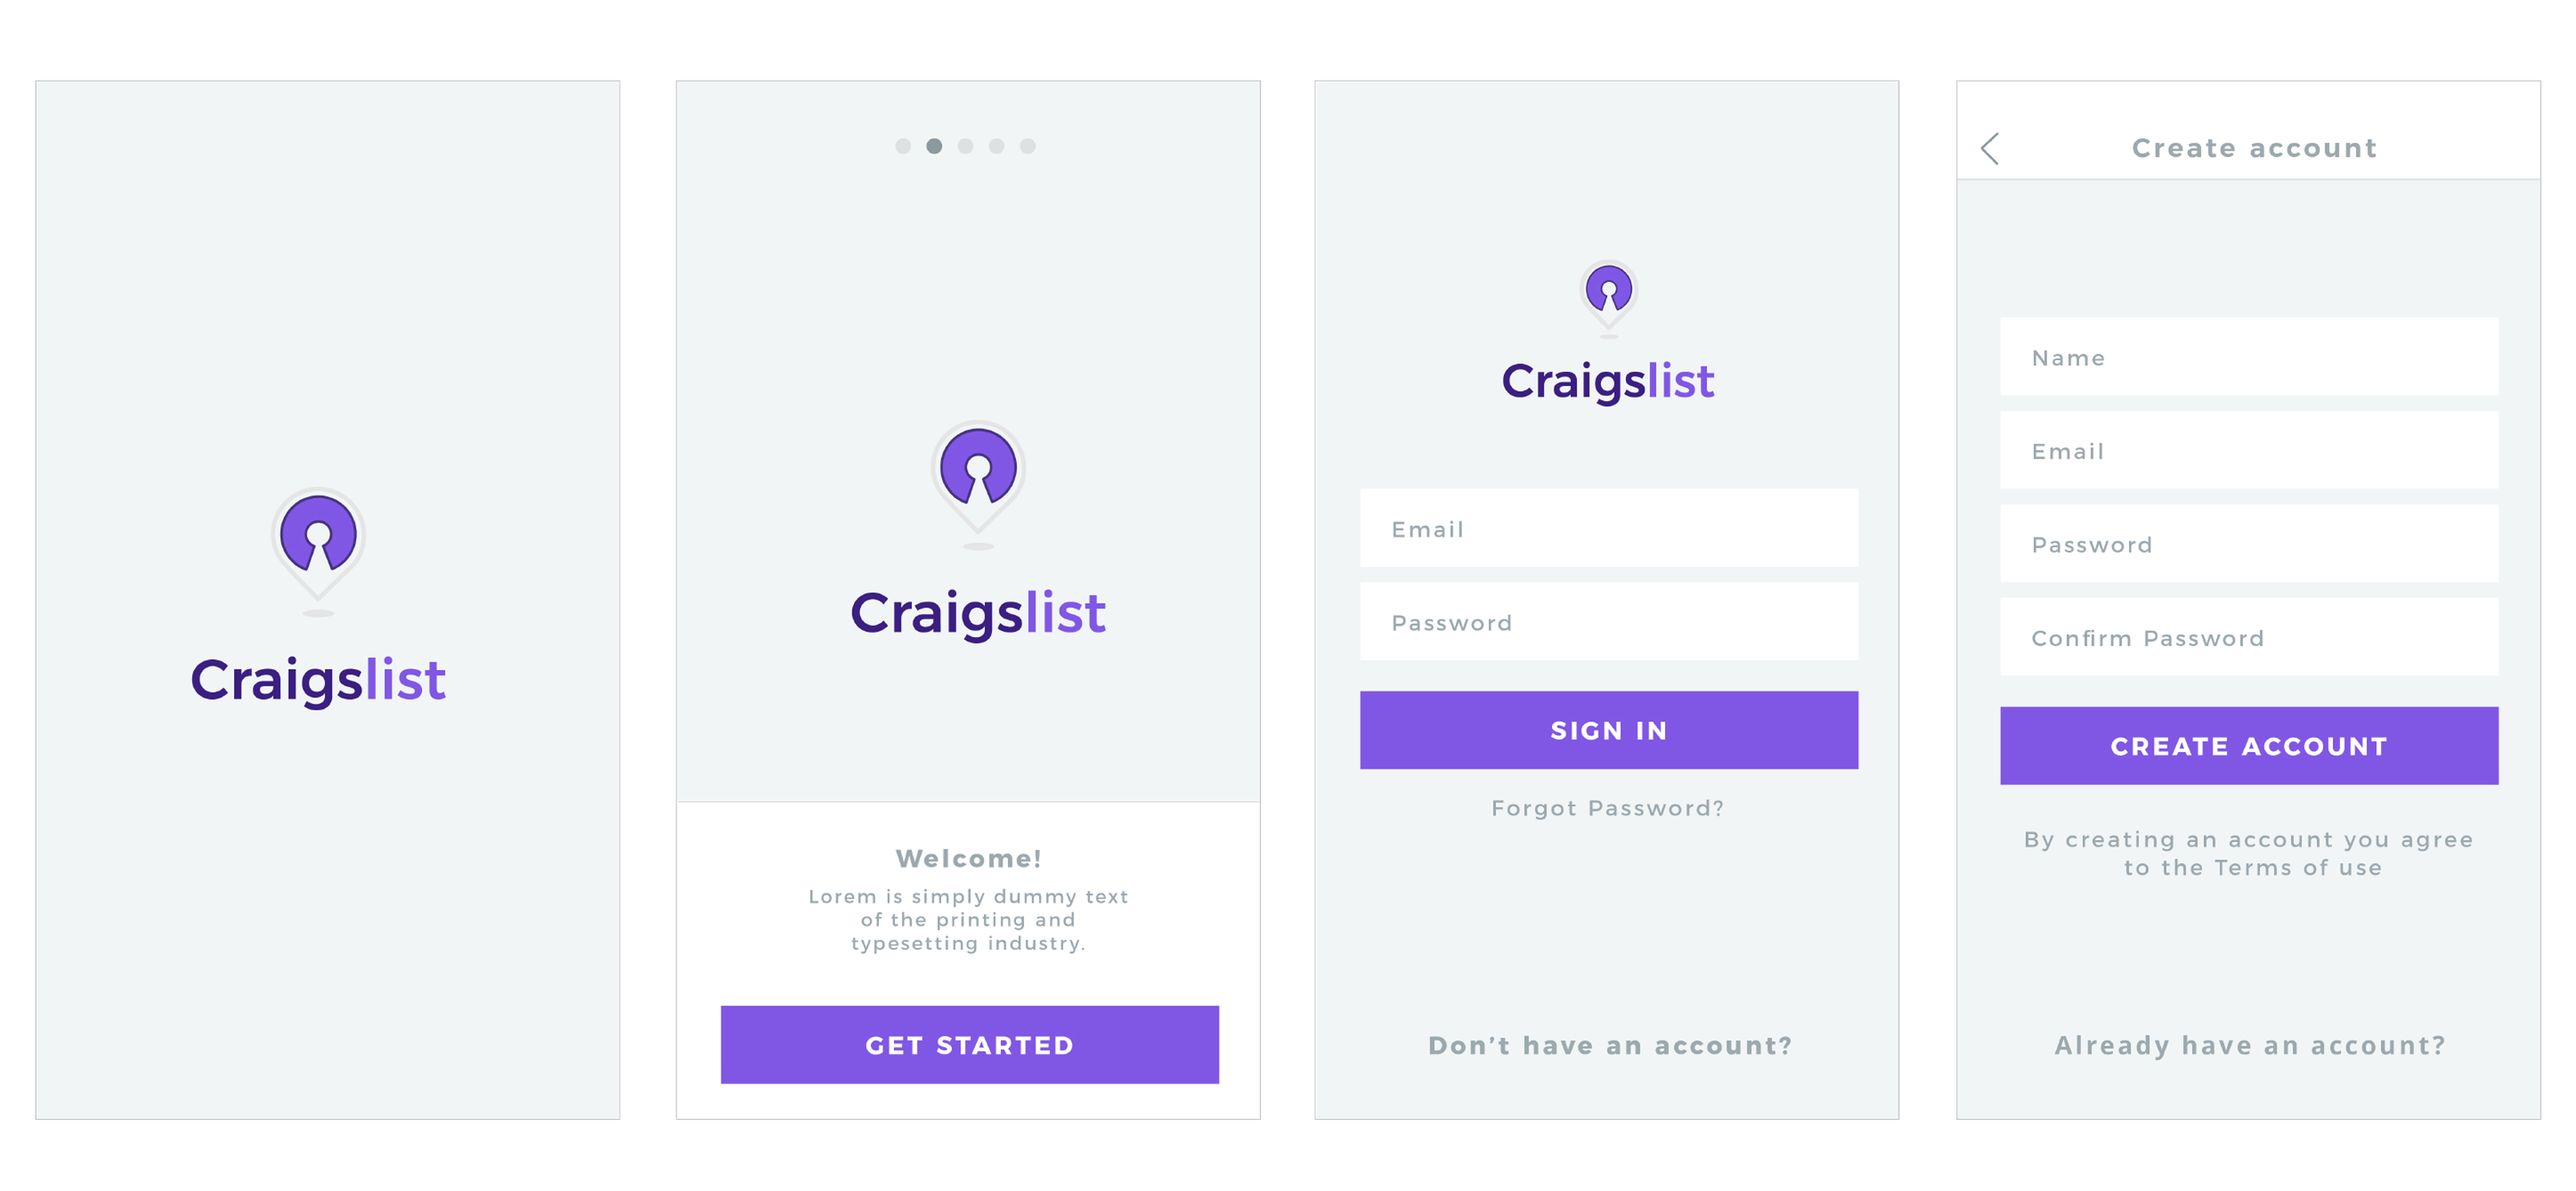 Craigslist
Craigslist
Welcome!
Lorem is simply dummy text
of the printing and
typesetting industry.
GET STARTED
Craigslist
Email
Password
SIGN IN
Forgot Password?
Don’t have an account?
Create account
Name
Email
Password
Confirm Password
CREATE ACCOUNT
By creating an account you agree
to the Terms of use
Already have an account?